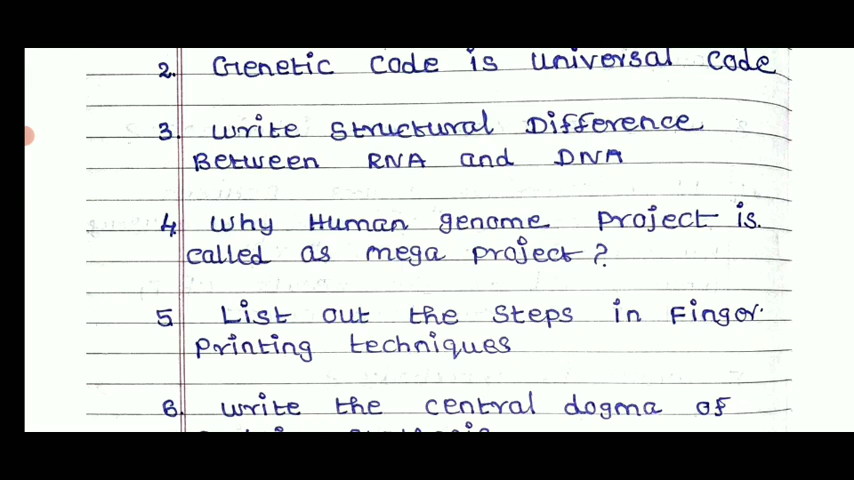 2. Genetic code is universal code
3. Write Structural Difference
Between RNA and DNA
4. Why Human genome project is.
called as mega project?
5. List out the steps in Finger.
Printing techniques
6. write the central dogma of